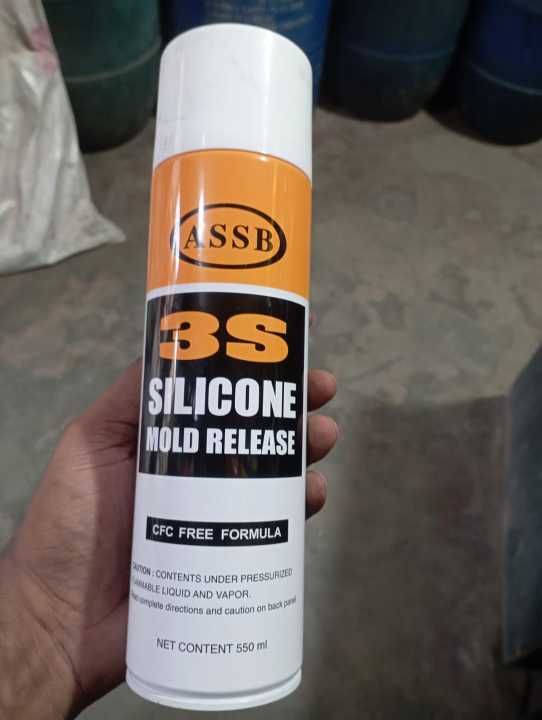 ASSB
3S
SILICONE
MOLD RELEASE
CFC FREE FORMULA
CAUTION : CONTENTS UNDER PRESSURIZED
FLAMMABLE LIQUID AND VAPOR.
Read complete directions and caution on back panel
NET CONTENT 550 ml